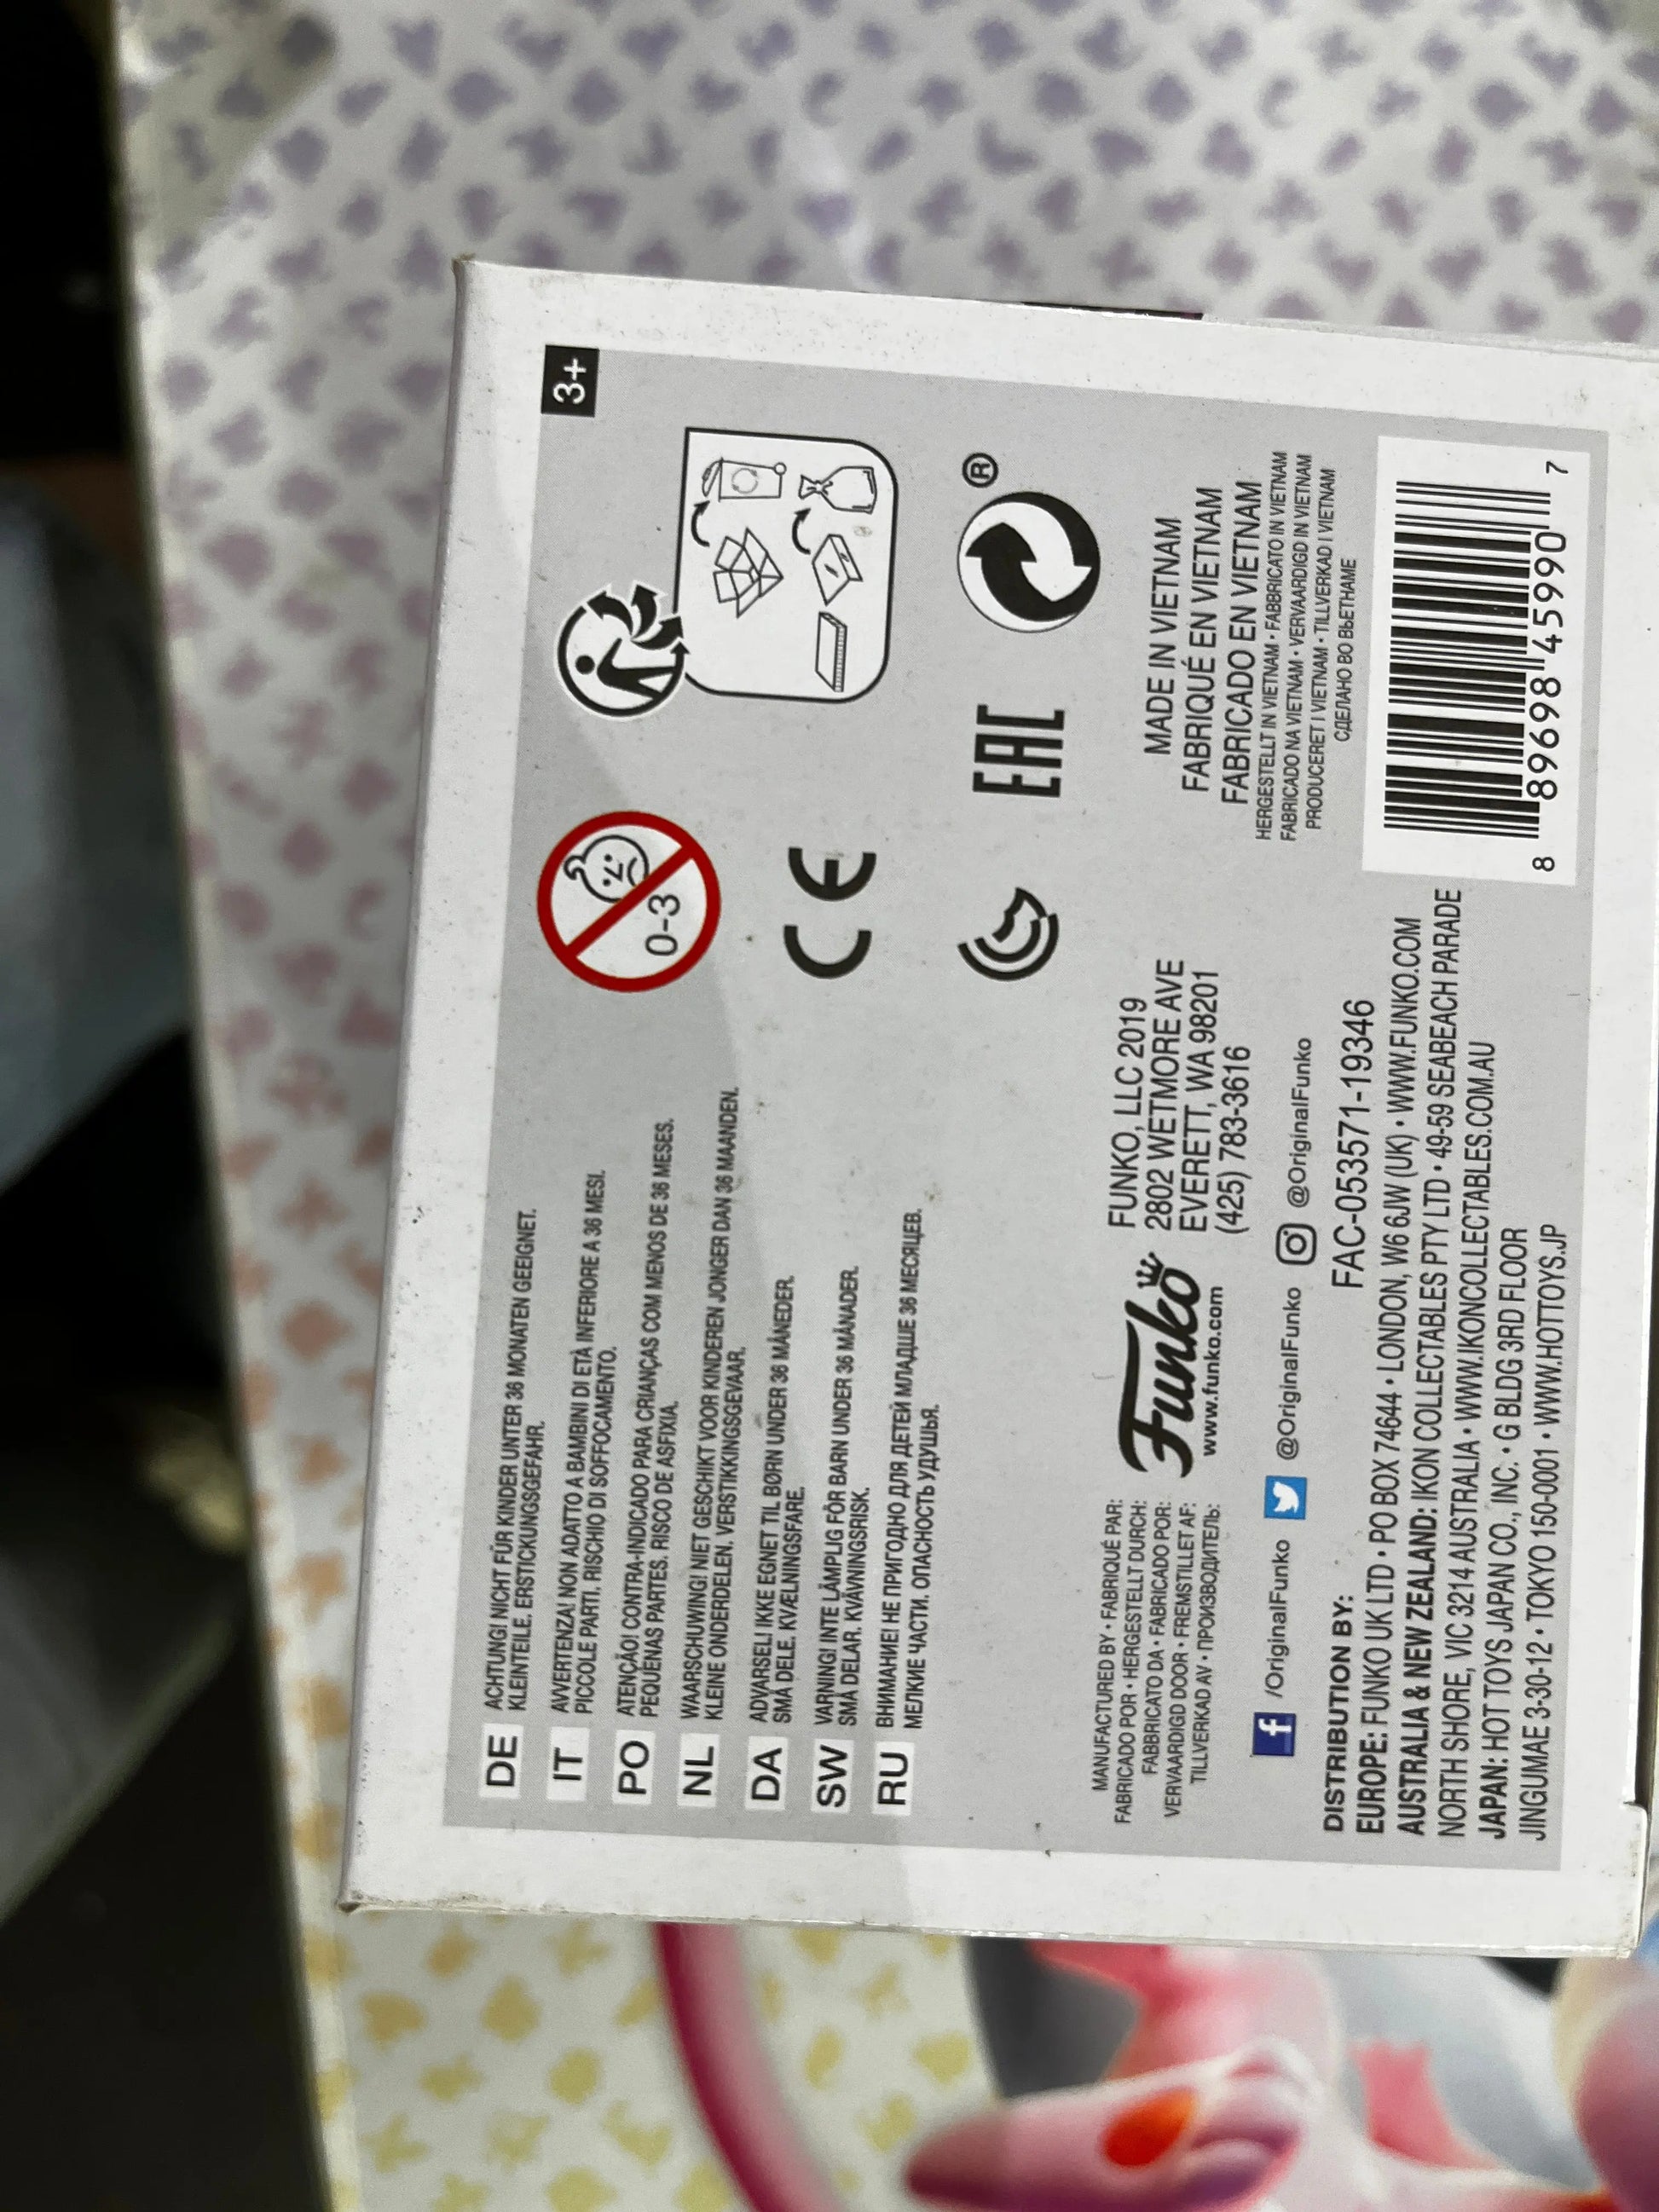 3+
DE
ACHTUNG! NICHT FÜR KINDER UNTER 36 MONATEN GEEIGNET.
KLEINTEILE. ERSTICKUNGSGEFAHR.
IT
AVVERTENZA! NON ADATTO A BAMBINI DI ETÀ INFERIORE A 36 MESI.
PICCOLE PARTI. RISCHIO DI SOFFOCAMENTO.
PO
ATENÇÃO! CONTRA-INDICADO PARA CRIANÇAS COM MENOS DE 36 MESES.
PEQUENAS PARTES. RISCO DE ASFIXIA.
NL
WAARSCHUWING! NIET GESCHIKT VOOR KINDEREN JONGER DAN 36 MAANDEN.
KLEINE ONDERDELEN. VERSTIKKINGSGEVAAR.
DA
ADVARSEL! IKKE EGNET TIL BØRN UNDER 36 MÅNEDER.
SMÅ DELE. KVÆLNINGSFARE.
SW
VARNING! INTE LÄMPLIG FÖR BARN UNDER 36 MÅNADER.
SMÅ DELAR. KVÄVNINGSRISK.
RU
ВНИМАНИЕ! НЕ ПРИГОДНО ДЛЯ ДЕТЕЙ МЛАДШЕ 36 МЕСЯЦЕВ.
МЕЛКИЕ ЧАСТИ. ОПАСНОСТЬ УДУШЬЯ.
0-3
CE
EAC
®
MANUFACTURED BY • FABRIQUÉ PAR:
FABRICADO POR • HERGESTELLT DURCH:
FABBRICATO DA • FABRICADO POR:
VERVAARDIGD DOOR • FREMSTILLET AF:
TILLVERKAD AV • ПРОИЗВОДИТЕЛЬ:
Funko
www.funko.com
FUNKO, LLC 2019
2802 WETMORE AVE
EVERETT, WA 98201
(425) 783-3616
/OriginalFunko @OriginalFunko @OriginalFunko
FAC-053571-19346
DISTRIBUTION BY:
EUROPE: FUNKO UK LTD • PO BOX 74644 • LONDON, W6 6JW (UK) • WWW.FUNKO.COM
AUSTRALIA & NEW ZEALAND: IKON COLLECTABLES PTY LTD • 49-59 SEABEACH PARADE
NORTH SHORE, VIC 3214 AUSTRALIA • WWW.IKONCOLLECTABLES.COM.AU
JAPAN: HOT TOYS JAPAN CO., INC. • G BLDG 3RD FLOOR
JINGUMAE 3-30-12 • TOKYO 150-0001 • WWW.HOTTOYS.JP
MADE IN VIETNAM
FABRIQUÉ EN VIETNAM
FABRICADO EN VIETNAM
HERGESTELLT IN VIETNAM • FABBRICATO IN VIETNAM
FABRICADO NA VIETNAM • VERVAARDIGD IN VIETNAM
PRODUCERET I VIETNAM • TILLVERKAD I VIETNAM
СДЕЛАНО ВО ВЬЕТНАМЕ
8 89698 45990 7